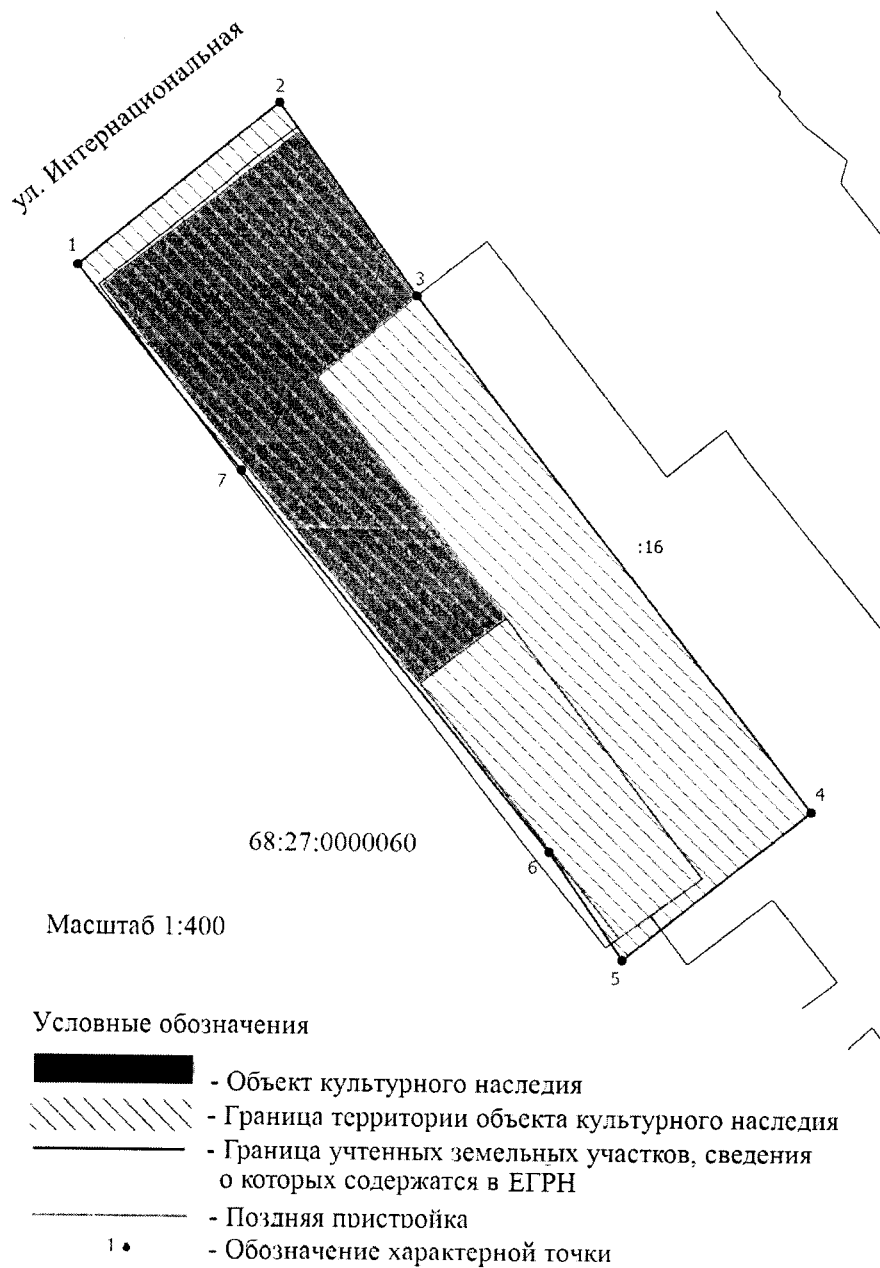 ул. Интернациональная
2
1
3
7
:16
4
68:27:0000060
6
Масштаб 1:400
5
Условные обозначения
- Объект культурного наследия
- Граница территории объекта культурного наследия
- Граница учтенных земельных участков, сведения
о которых содержатся в ЕГРН
- Поздняя пристройка
1 • - Обозначение характерной точки